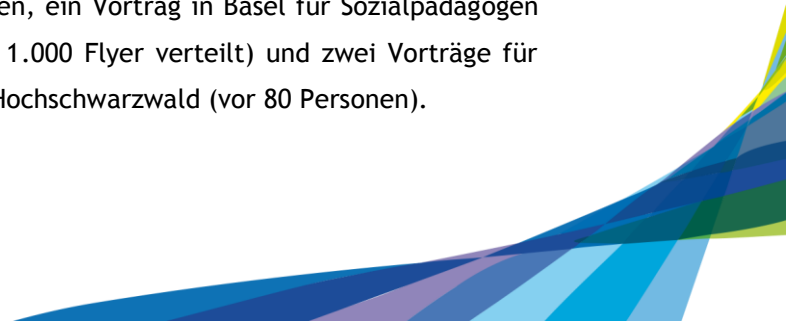 en, ein Vortrag in Basel für Sozialpädagogen
1.000 Flyer verteilt) und zwei Vorträge für
Hochschwarzwald (vor 80 Personen).